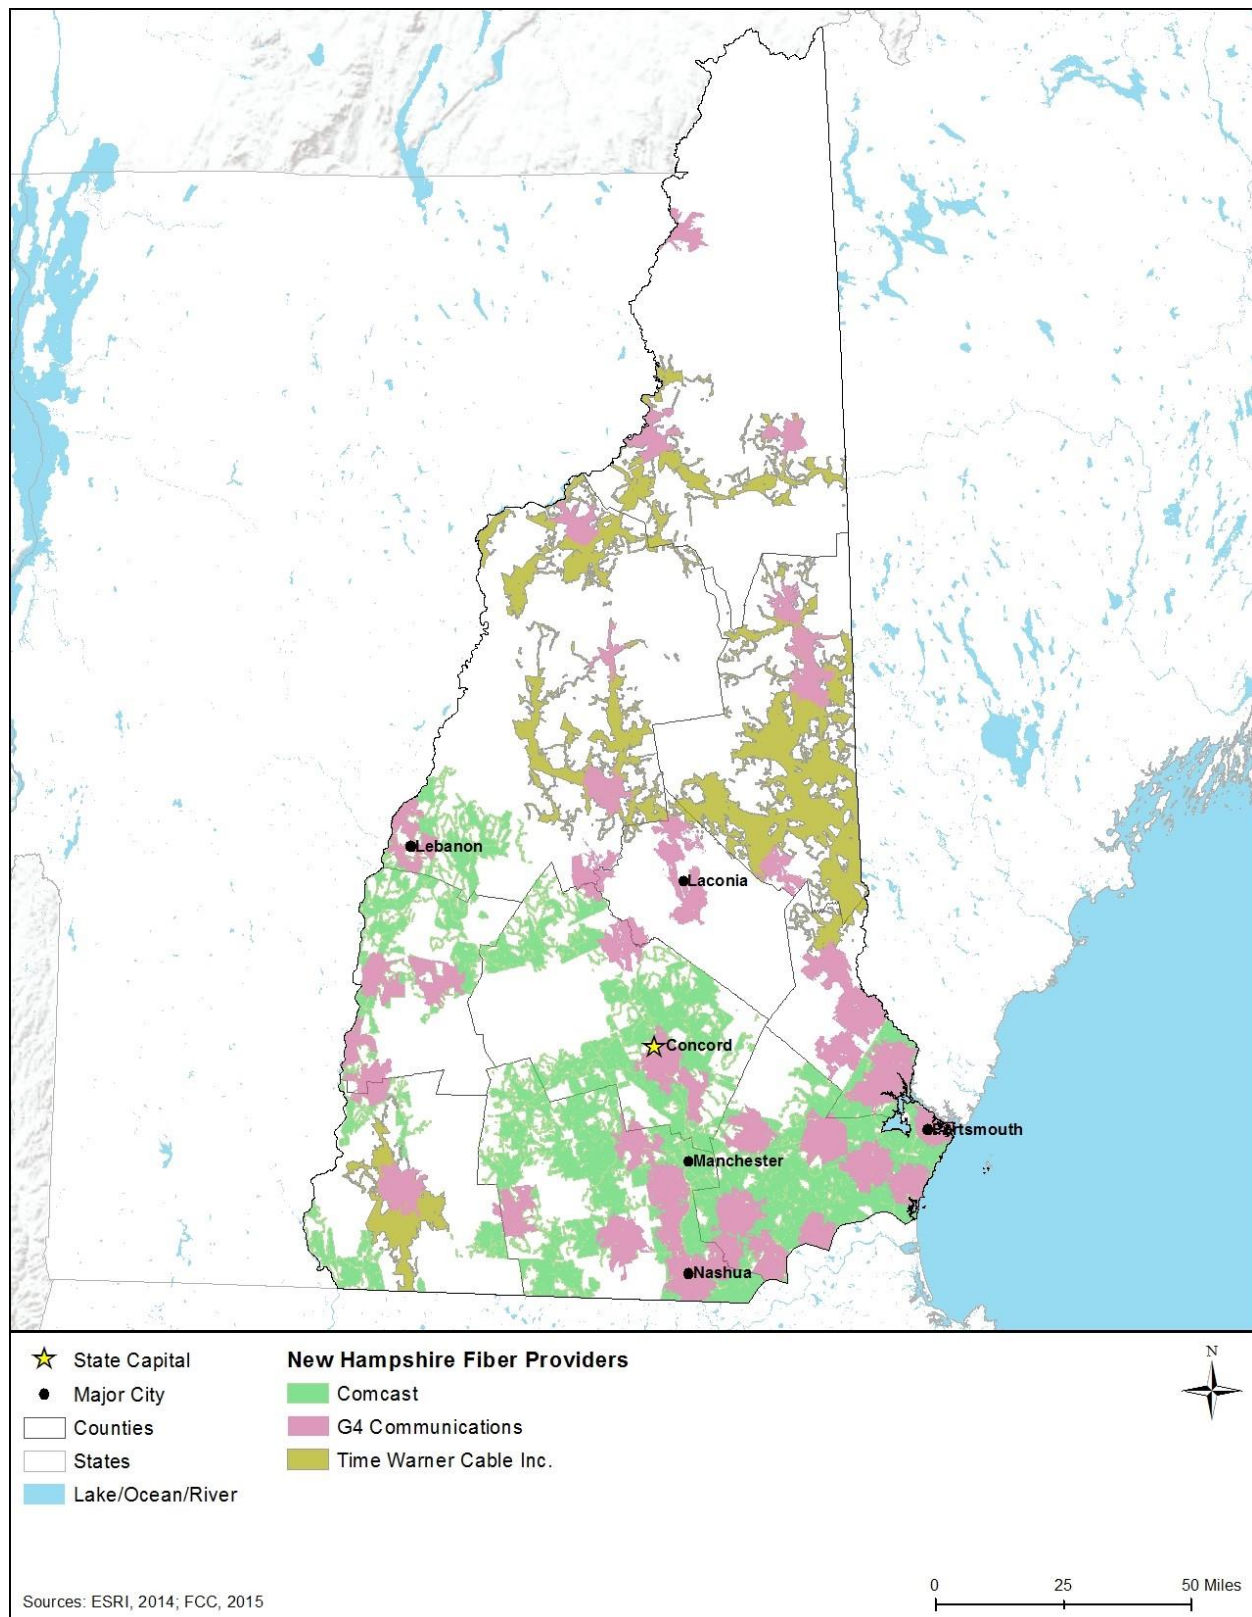 Lebanon
Laconia
Concord
Portsmouth
Manchester
Nashua
State Capital
Major City
Counties
States
Lake/Ocean/River
New Hampshire Fiber Providers
Comcast
G4 Communications
Time Warner Cable Inc.
N
Sources: ESRI, 2014; FCC, 2015
0 25 50 Miles